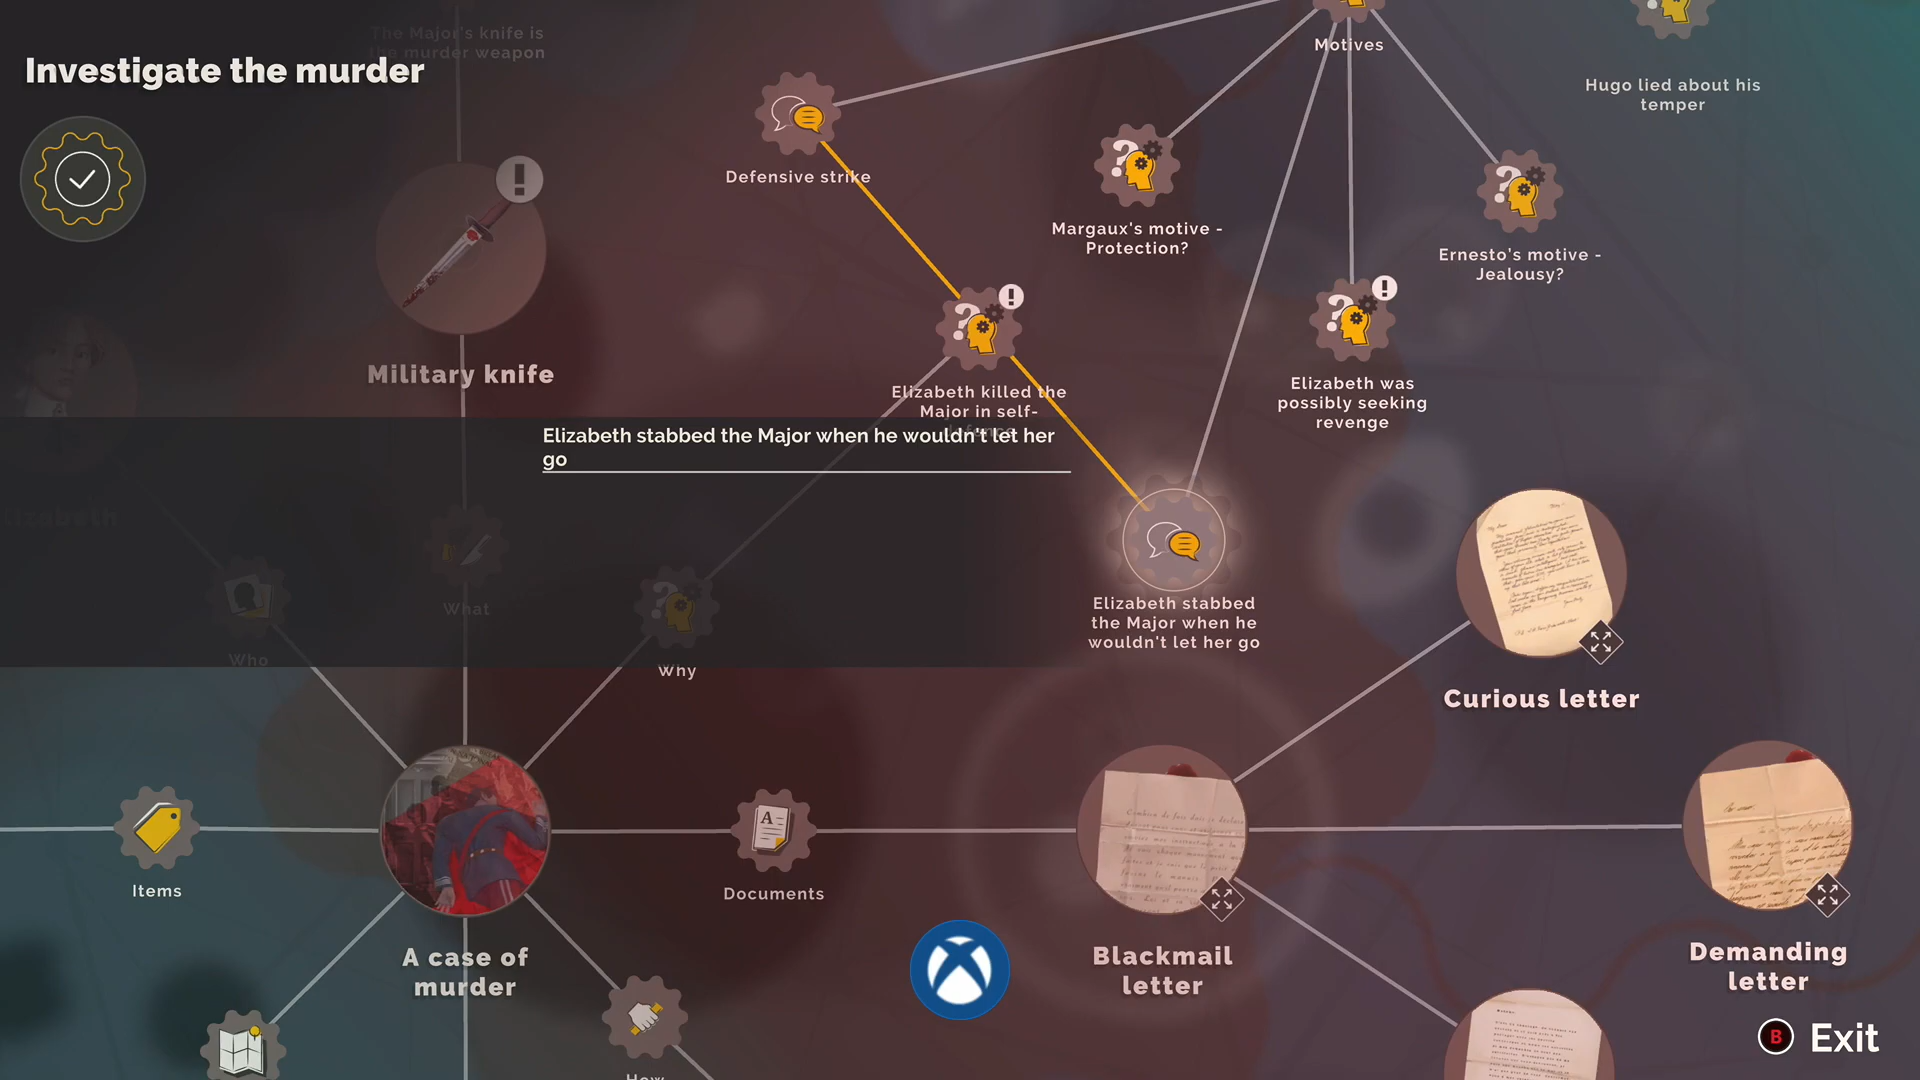 The Major's knife is
the murder weapon
Investigate the murder
Motives
Hugo lied about his
temper
Defensive strike
Margaux's motive -
Protection?
Ernesto's motive -
Jealousy?
Military knife
Elizabeth killed the
Major in self-
defence
Elizabeth was
possibly seeking
revenge
Elizabeth stabbed the Major when he wouldn't let her
go
Elizabeth
Elizabeth stabbed
the Major when he
wouldn't let her go
Who
What
Why
Curious letter
Items
Documents
A
A case of
murder
Blackmail
letter
Demanding
letter
How
B Exit